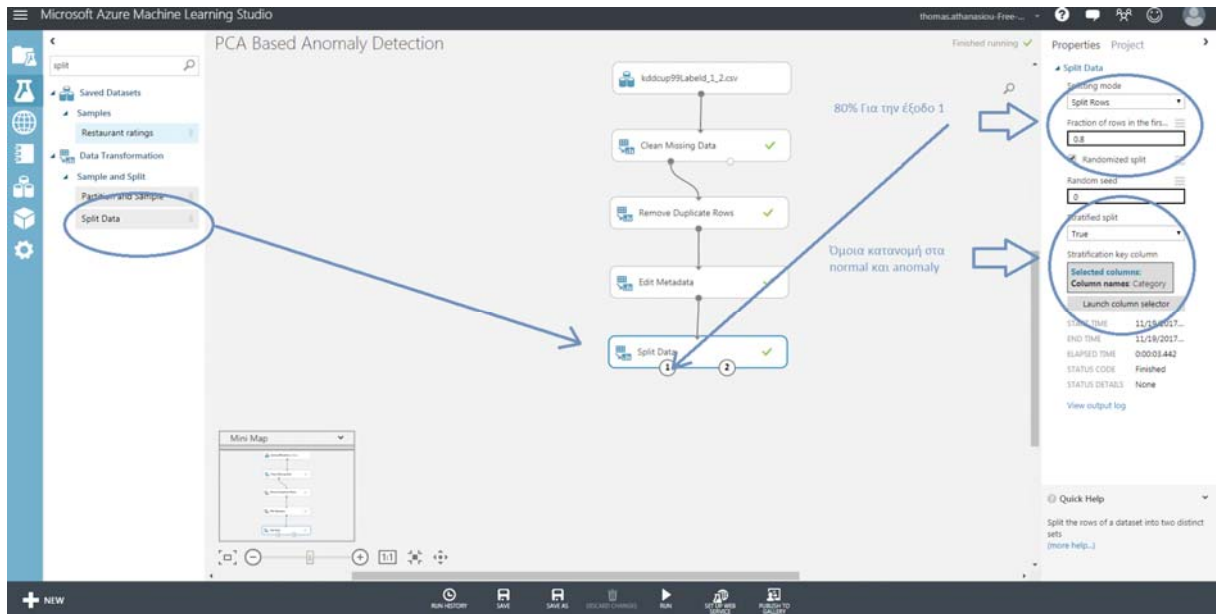 Microsoft Azure Machine Learning Studio
thomas.athanasiou-Free-...
split
Saved Datasets
Samples
Restaurant ratings
Data Transformation
Sample and Split
Partition and Sample
Split Data
PCA Based Anomaly Detection
Finished running
kddcup99Labeld_1_2.csv
Clean Missing Data
Remove Duplicate Rows
Edit Metadata
Split Data
1
2
80% Για την έξοδο 1
Όμοια κατανομή στα
normal και anomaly
Mini Map
1:1
Properties Project
Split Data
Splitting mode
Split Rows
Fraction of rows in the firs...
0.8
Randomized split
Random seed
0
Stratified split
True
Stratification key column
Selected columns:
Column names: Category
Launch column selector
START TIME 11/19/2017...
END TIME 11/19/2017...
ELAPSED TIME 0:00:03.442
STATUS CODE Finished
STATUS DETAILS None
View output log
Quick Help
Split the rows of a dataset into two distinct
sets
(more help...)
NEW
RUN HISTORY
SAVE
SAVE AS
DISCARD CHANGES
RUN
SET UP WEB
SERVICE
PUBLISH TO
GALLERY